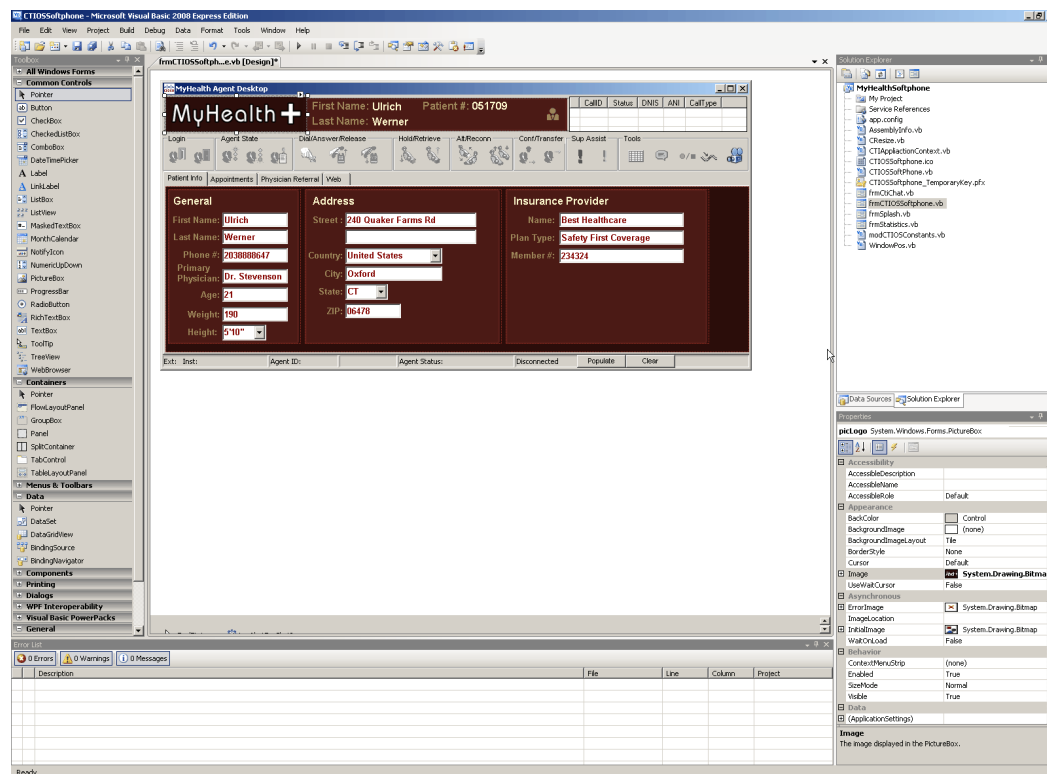 CTIOSSoftphone - Microsoft Visual Basic 2008 Express Edition
File Edit View Project Build Debug Data Format Tools Window Help
Toolbox
All Windows Forms
Common Controls
Pointer
Button
CheckBox
CheckedListBox
ComboBox
DateTimePicker
Label
LinkLabel
ListBox
ListView
MaskedTextBox
MonthCalendar
NotifyIcon
NumericUpDown
PictureBox
ProgressBar
RadioButton
RichTextBox
TextBox
ToolTip
TreeView
WebBrowser
Containers
Pointer
FlowLayoutPanel
GroupBox
Panel
SplitContainer
TabControl
TableLayoutPanel
Menus & Toolbars
Data
Pointer
DataSet
DataGridView
BindingSource
BindingNavigator
Components
Printing
Dialogs
WPF Interoperability
Visual Basic PowerPacks
General
frmCTIOSSoftph...e.vb [Design]*
MyHealth Agent Desktop
MyHealth+
First Name: Ulrich Patient #: 051709
Last Name: Werner
CallID Status DNIS ANI CallType
Login Agent State Dial/Answer/Release Hold/Retrieve Alt/Reconn Conf/Transfer Sup Assist Tools
Patient Info Appointments Physician Referral Web
General
First Name: Ulrich
Last Name: Werner
Phone #: 2038888647
Primary
Physician: Dr. Stevenson
Age: 21
Weight: 190
Height: 5'10"
Address
Street : 240 Quaker Farms Rd
Country: United States
City: Oxford
State: CT
ZIP: 06478
Insurance Provider
Name: Best Healthcare
Plan Type: Safety First Coverage
Member #: 234324
Ext: Inst: Agent ID: Agent Status: Disconnected Populate Clear
Solution Explorer
MyHealthSoftphone
My Project
Service References
app.config
AssemblyInfo.vb
CResize.vb
CTIApplactionContext.vb
CTIOSSoftphone.ico
CTIOSSoftPhone.vb
CTIOSSoftphone_TemporaryKey.pfx
frmCtiChat.vb
frmCTIOSSoftphone.vb
frmSplash.vb
frmStatistics.vb
modCTIOSConstants.vb
WindowPos.vb
Data Sources Solution Explorer
Properties
picLogo System.Windows.Forms.PictureBox
Accessibility
AccessibleDescription
AccessibleName
AccessibleRole Default
Appearance
BackColor Control
BackgroundImage (none)
BackgroundImageLayout Tile
BorderStyle None
Cursor Default
Image System.Drawing.Bitma
UseWaitCursor False
Asynchronous
ErrorImage System.Drawing.Bitmap
ImageLocation
InitialImage System.Drawing.Bitmap
WaitOnLoad False
Behavior
ContextMenuStrip (none)
Enabled True
SizeMode Normal
Visible True
Data
(ApplicationSettings)
Image
The image displayed in the PictureBox.
Error List
0 Errors 0 Warnings 0 Messages
Description File Line Column Project
Ready